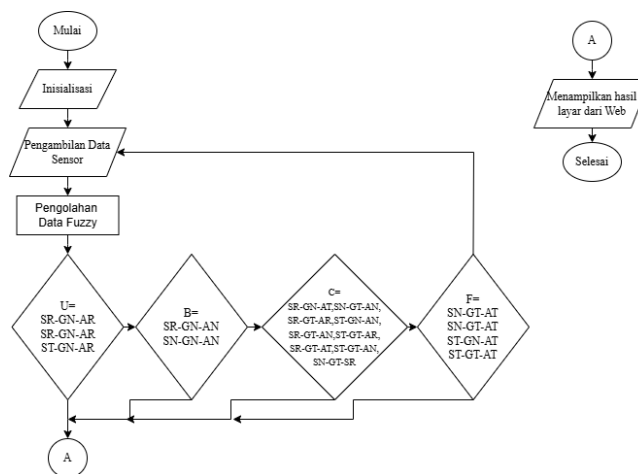 Mulai
Inisialisasi
Pengambilan Data
Sensor
Pengolahan
Data Fuzzy
U=
SR-GN-AR
SR-GN-AR
ST-GN-AR
B=
SR-GN-AN
SN-GN-AN
C=
SR-GN-AT,SN-GT-AN,
SR-GT-AR,ST-GN-AN,
SR-GT-AN,ST-GT-AR,
SR-GT-AT,ST-GT-AN,
SN-GT-SR
F=
SN-GT-AT
SN-GT-AT
ST-GN-AT
ST-GT-AT
A
A
Menampilkan hasil
layar dari Web
Selesai